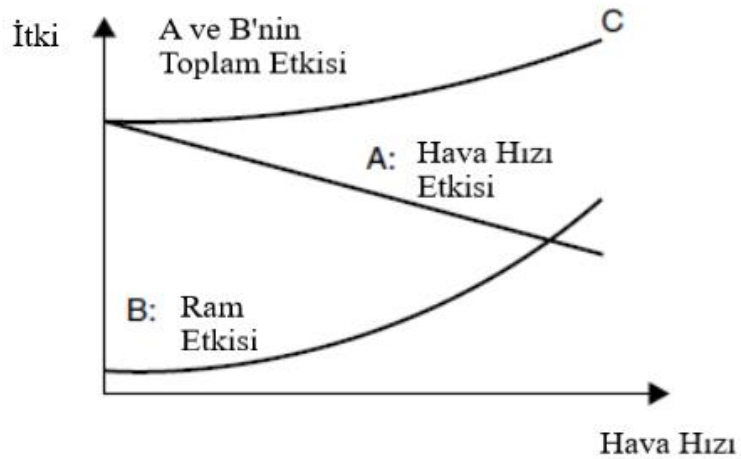 İtki
A ve B'nin
Toplam Etkisi
C
A: Hava Hızı
Etkisi
B: Ram
Etkisi
Hava Hızı